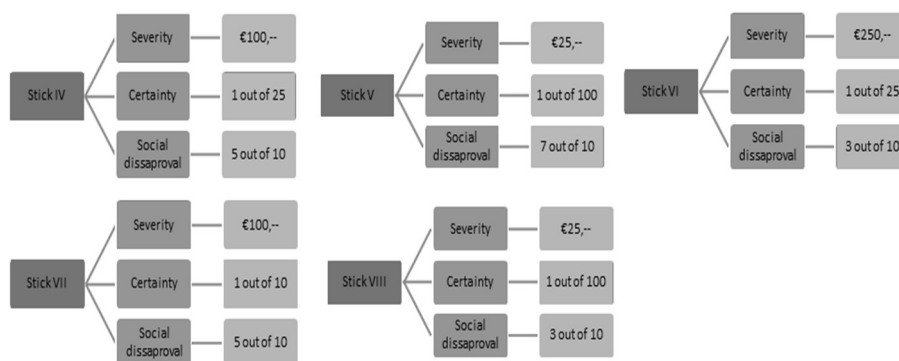 Stick IV
Severity
€100,--
Certainty
1 out of 25
Social
dissaproval
5 out of 10
Stick V
Severity
€25,--
Certainty
1 out of 100
Social
dissaproval
7 out of 10
Stick VI
Severity
€250,--
Certainty
1 out of 25
Social
dissaproval
3 out of 10
Stick VII
Severity
€100,--
Certainty
1 out of 10
Social
dissaproval
5 out of 10
Stick VIII
Severity
€25,--
Certainty
1 out of 100
Social
dissaproval
3 out of 10